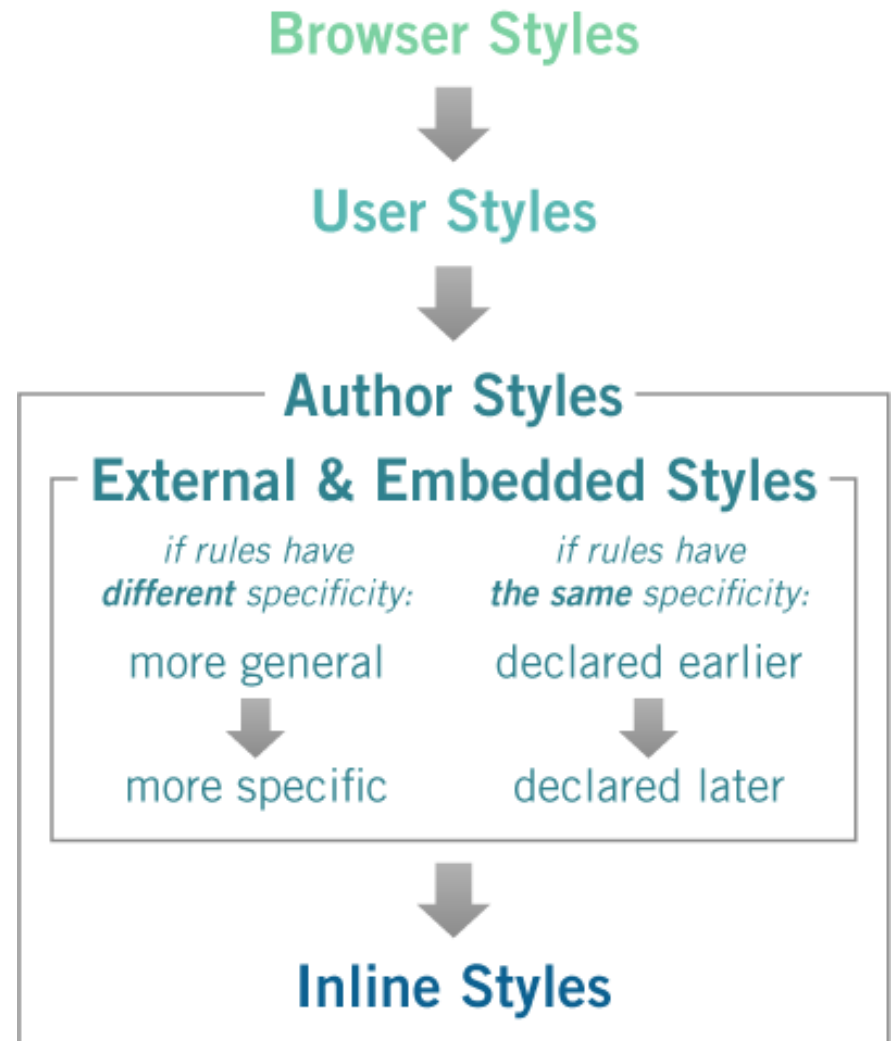 Browser Styles
User Styles
Author Styles
External & Embedded Styles
if rules have
different specificity:
more general
more specific
if rules have
the same specificity:
declared earlier
declared later
Inline Styles